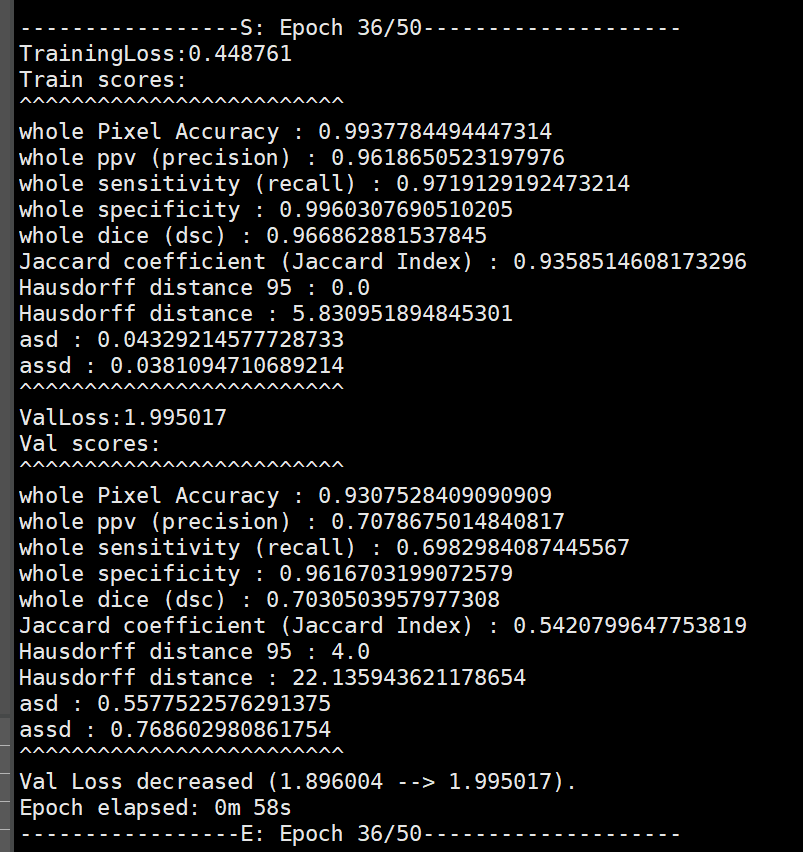 -----------------S: Epoch 36/50--------------------
TrainingLoss:0.448761
Train scores:
^^^^^^^^^^^^^^^^^^^^^^^^^
whole Pixel Accuracy : 0.9937784494447314
whole ppv (precision) : 0.9618650523197976
whole sensitivity (recall) : 0.9719129192473214
whole specificity : 0.9960307690510205
whole dice (dsc) : 0.966862881537845
Jaccard coefficient (Jaccard Index) : 0.9358514608173296
Hausdorff distance 95 : 0.0
Hausdorff distance : 5.830951894845301
asd : 0.04329214577728733
assd : 0.0381094710689214
^^^^^^^^^^^^^^^^^^^^^^^^^
ValLoss:1.995017
Val scores:
^^^^^^^^^^^^^^^^^^^^^^^^^
whole Pixel Accuracy : 0.9307528409090909
whole ppv (precision) : 0.7078675014840817
whole sensitivity (recall) : 0.6982984087445567
whole specificity : 0.9616703199072579
whole dice (dsc) : 0.7030503957977308
Jaccard coefficient (Jaccard Index) : 0.5420799647753819
Hausdorff distance 95 : 4.0
Hausdorff distance : 22.135943621178654
asd : 0.5577522576291375
assd : 0.768602980861754
^^^^^^^^^^^^^^^^^^^^^^^^^
Val Loss decreased (1.896004 --> 1.995017).
Epoch elapsed: 0m 58s
-----------------E: Epoch 36/50--------------------